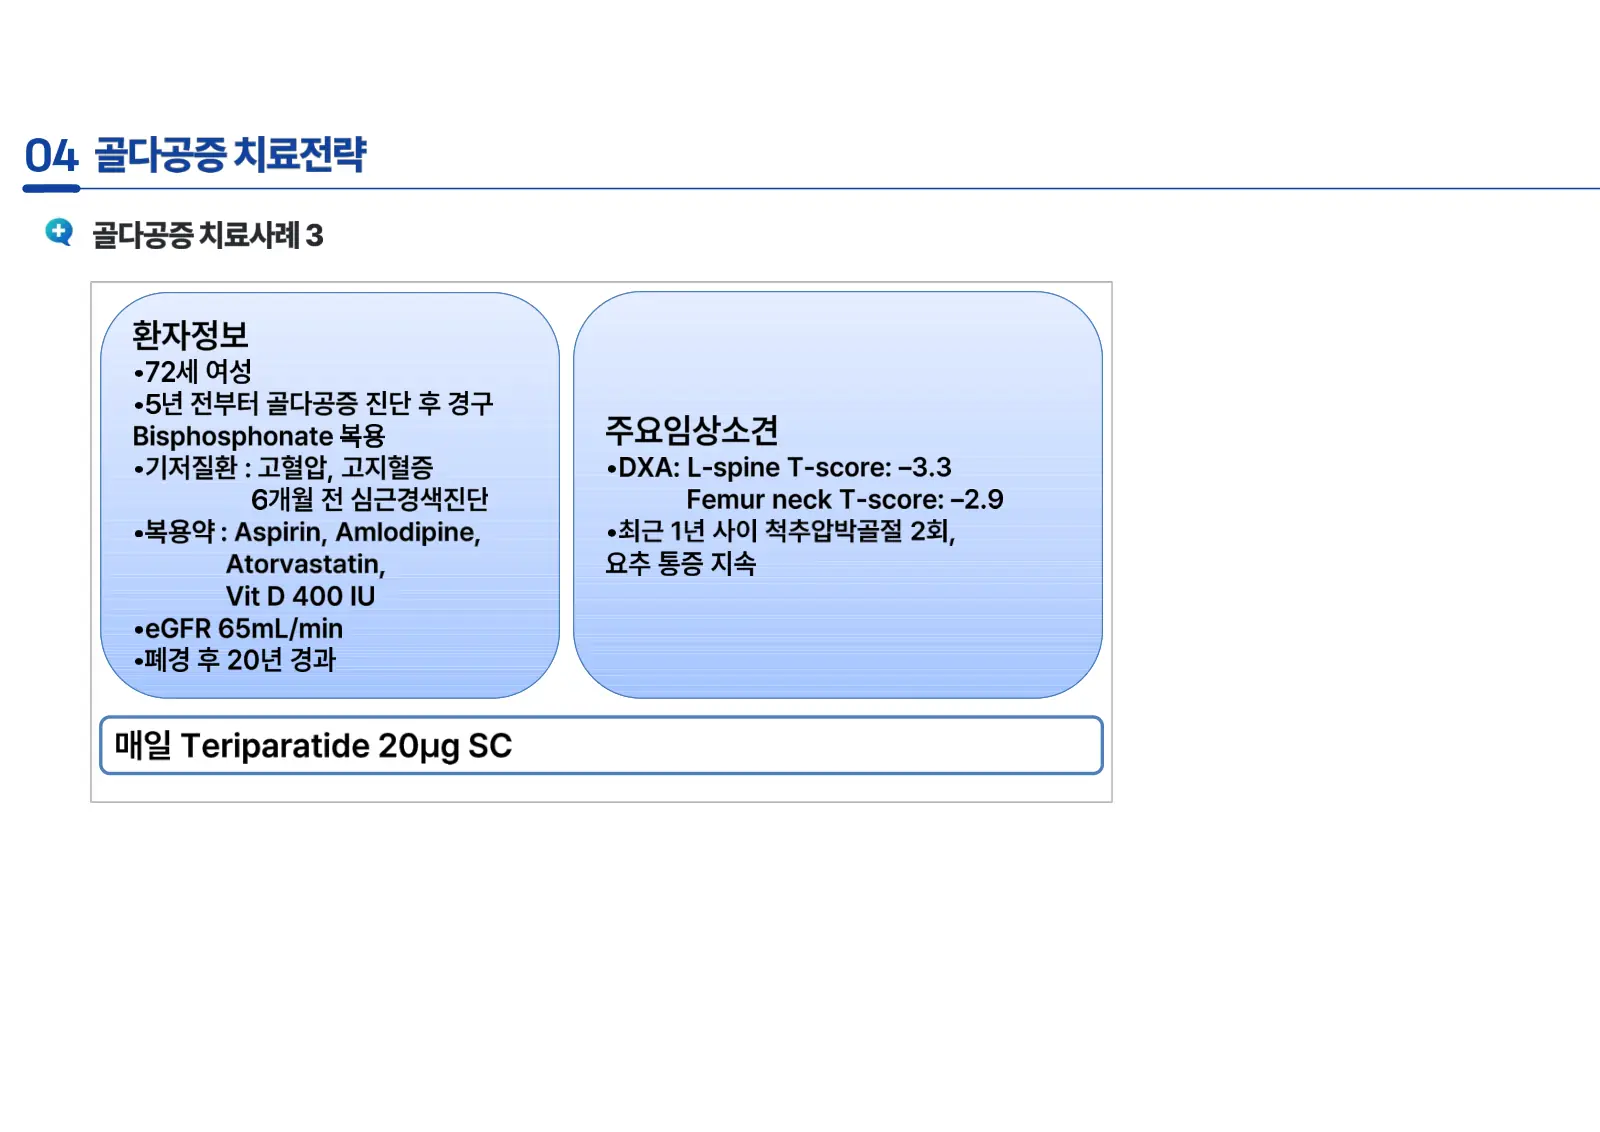 04 골다공증 치료전략
골다공증 치료사례 3
환자정보
•72세 여성
•5년 전부터 골다공증 진단 후 경구
Bisphosphonate 복용
•기저질환 : 고혈압, 고지혈증
6개월 전 심근경색진단
•복용약 : Aspirin, Amlodipine,
Atorvastatin,
Vit D 400 IU
•eGFR 65mL/min
•폐경 후 20년 경과
주요임상소견
•DXA: L-spine T-score: –3.3
Femur neck T-score: –2.9
•최근 1년 사이 척추압박골절 2회,
요추 통증 지속
매일 Teriparatide 20µg SC